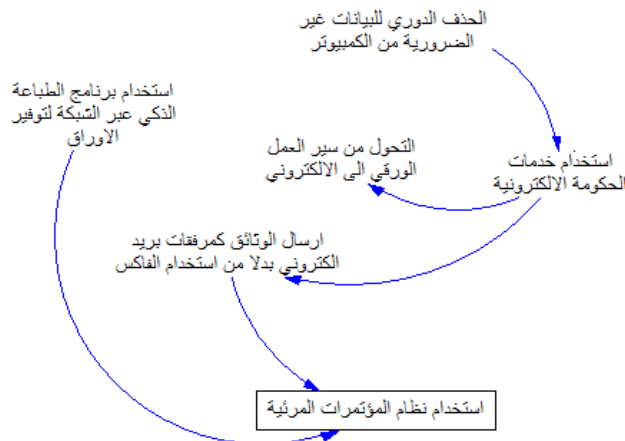 الحذف الدوري للبيانات غير
الضرورية من الكمبيوتر
استخدام برنامج الطباعة
الذكي عبر الشبكة لتوفير
الاوراق
التحول من سير العمل
الورقي الى الالكتروني
استخدام خدمات
الحكومة الالكترونية
ارسال الوثائق كمرفقات بريد
الكتروني بدلا من استخدام الفاكس
استخدام نظام المؤتمرات المرئية